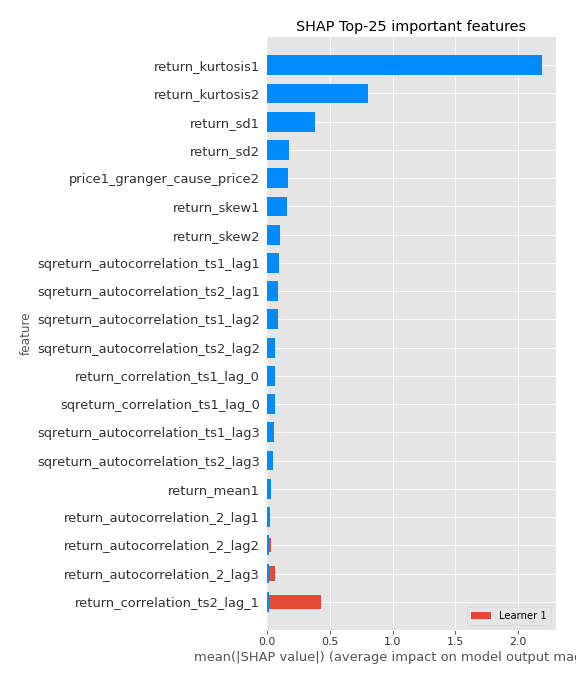 SHAP Top-25 important features
return_kurtosis1
return_kurtosis2
return_sd1
return_sd2
price1_granger_cause_price2
return_skew1
return_skew2
sqreturn_autocorrelation_ts1_lag1
sqreturn_autocorrelation_ts2_lag1
sqreturn_autocorrelation_ts1_lag2
sqreturn_autocorrelation_ts2_lag2
return_correlation_ts1_lag_0
sqreturn_correlation_ts1_lag_0
sqreturn_autocorrelation_ts1_lag3
sqreturn_autocorrelation_ts2_lag3
return_mean1
return_autocorrelation_2_lag1
return_autocorrelation_2_lag2
return_autocorrelation_2_lag3
return_correlation_ts2_lag_1
feature
Learner 1
0.0 0.5 1.0 1.5 2.0
mean(|SHAP value|) (average impact on model output mag